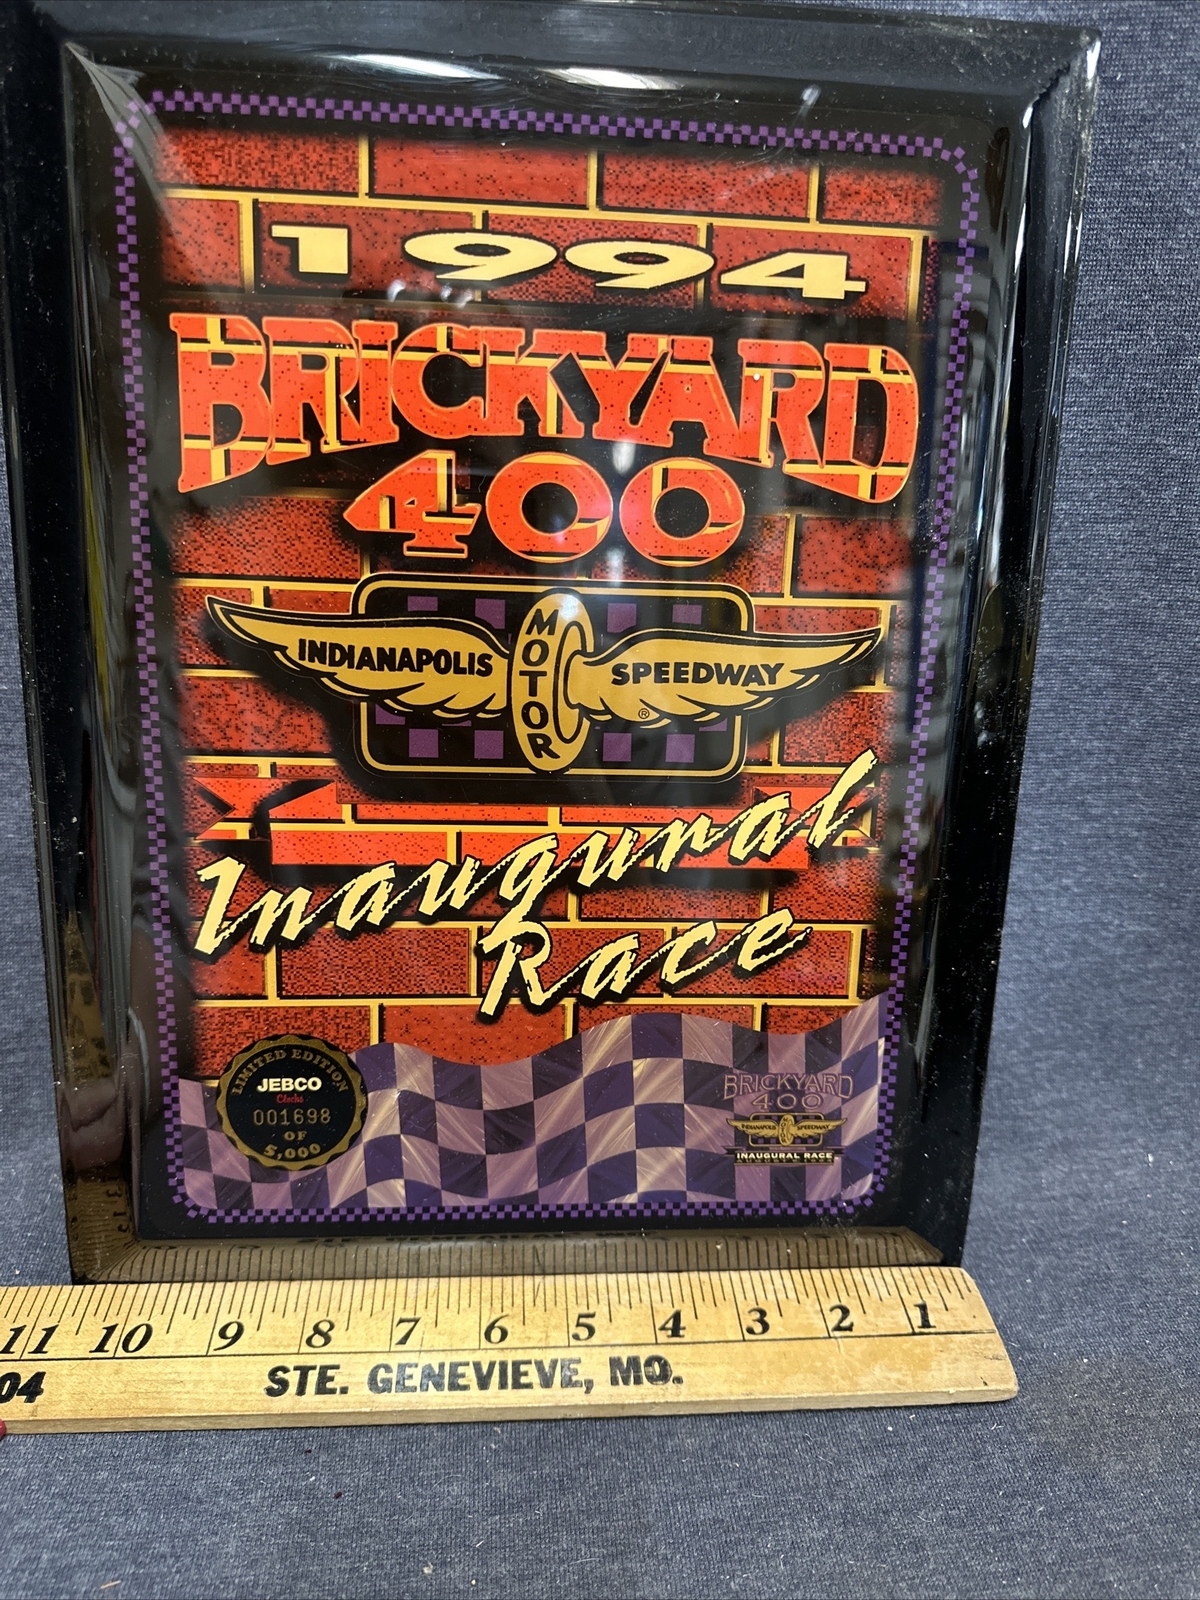 1994
BRICKYARD
400
INDIANAPOLIS MOTOR SPEEDWAY
®
Inaugural
Race
LIMITED EDITION
JEBCO
Clocks
001698
OF
5,000
BRICKYARD
400
INDIANAPOLIS SPEEDWAY
INAUGURAL RACE
11 10 9 8 7 6 5 4 3 2 1
04 STE. GENEVIEVE, MO.